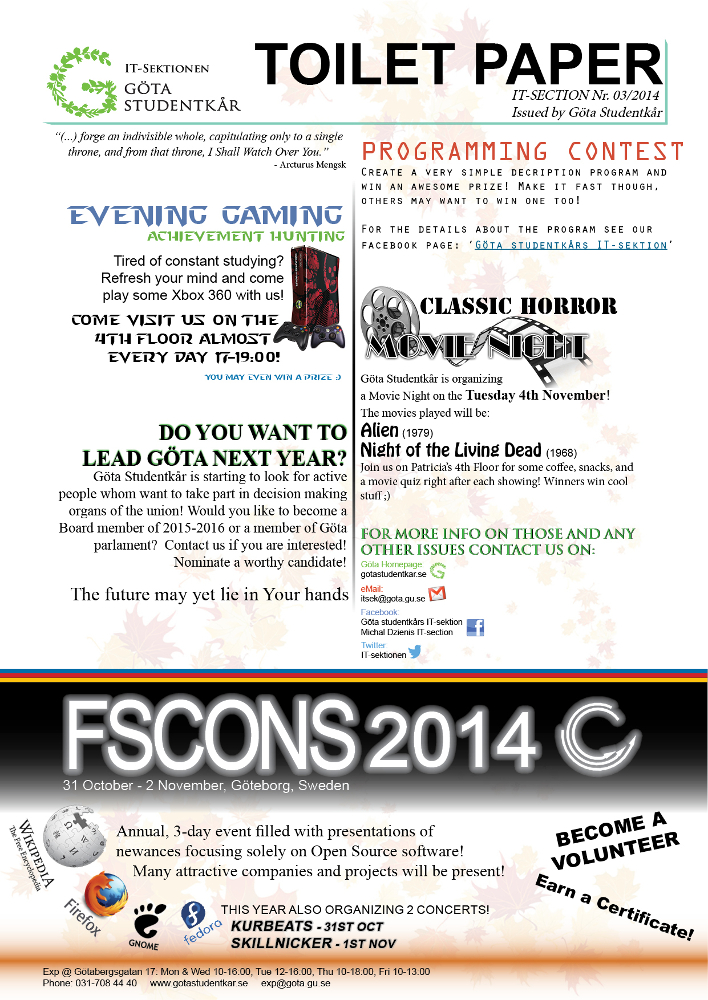 IT-SEKTIONEN
GÖTA
STUDENTKÅR
TOILET PAPER
IT-SECTION Nr. 03/2014
Issued by Göta Studentkår
“(...) forge an indivisible whole, capitulating only to a single
throne, and from that throne, I Shall Watch Over You.”
- Arcturus Mengsk
EVENING GAMING
ACHIEVEMENT HUNTING
Tired of constant studying?
Refresh your mind and come
play some Xbox 360 with us!
COME VISIT US ON THE
4TH FLOOR ALMOST
EVERY DAY 17-19:00!
YOU MAY EVEN WIN A PRIZE :)
DO YOU WANT TO
LEAD GÖTA NEXT YEAR?
Göta Studentkår is starting to look for active
people whom want to take part in decision making
organs of the union! Would you like to become a
Board member of 2015-2016 or a member of Göta
parlament? Contact us if you are interested!
Nominate a worthy candidate!
The future may yet lie in Your hands
PROGRAMMING CONTEST
CREATE A VERY SIMPLE DECRIPTION PROGRAM AND
WIN AN AWESOME PRIZE! MAKE IT FAST THOUGH,
OTHERS MAY WANT TO WIN ONE TOO!
FOR THE DETAILS ABOUT THE PROGRAM SEE OUR
FACEBOOK PAGE: ‘GÖTA STUDENTKÅRS IT-SEKTION’
CLASSIC HORROR
MOVIE NIGHT
Göta Studentkår is organizing
a Movie Night on the Tuesday 4th November!
The movies played will be:
Alien (1979)
Night of the Living Dead (1968)
Join us on Patricia's 4th Floor for some coffee, snacks, and
a movie quiz right after each showing! Winners win cool
stuff ;)
FOR MORE INFO ON THOSE AND ANY
OTHER ISSUES CONTACT US ON:
Göta Homepage:
gotastudentkar.se
eMail:
itsek@gota.gu.se
Facebook:
Göta studentkårs IT-sektion
Michal Dzienis IT-section
Twitter:
IT-sektionen
FSCONS 2014
31 October - 2 November, Göteborg, Sweden
WIKIPEDIA
The Free Encyclopedia
Firefox
GNOME
fedora
Annual, 3-day event filled with presentations of
newances focusing solely on Open Source software!
Many attractive companies and projects will be present!
THIS YEAR ALSO ORGANIZING 2 CONCERTS!
KURBEATS - 31ST OCT
SKILLNICKER - 1ST NOV
BECOME A
VOLUNTEER
Earn a Certificate!
Exp @ Gotabergsgatan 17. Mon & Wed 10-16.00, Tue 12-16.00, Thu 10-18.00, Fri 10-13.00
Phone: 031-708 44 40 www.gotastudentkar.se exp@gota.gu.se